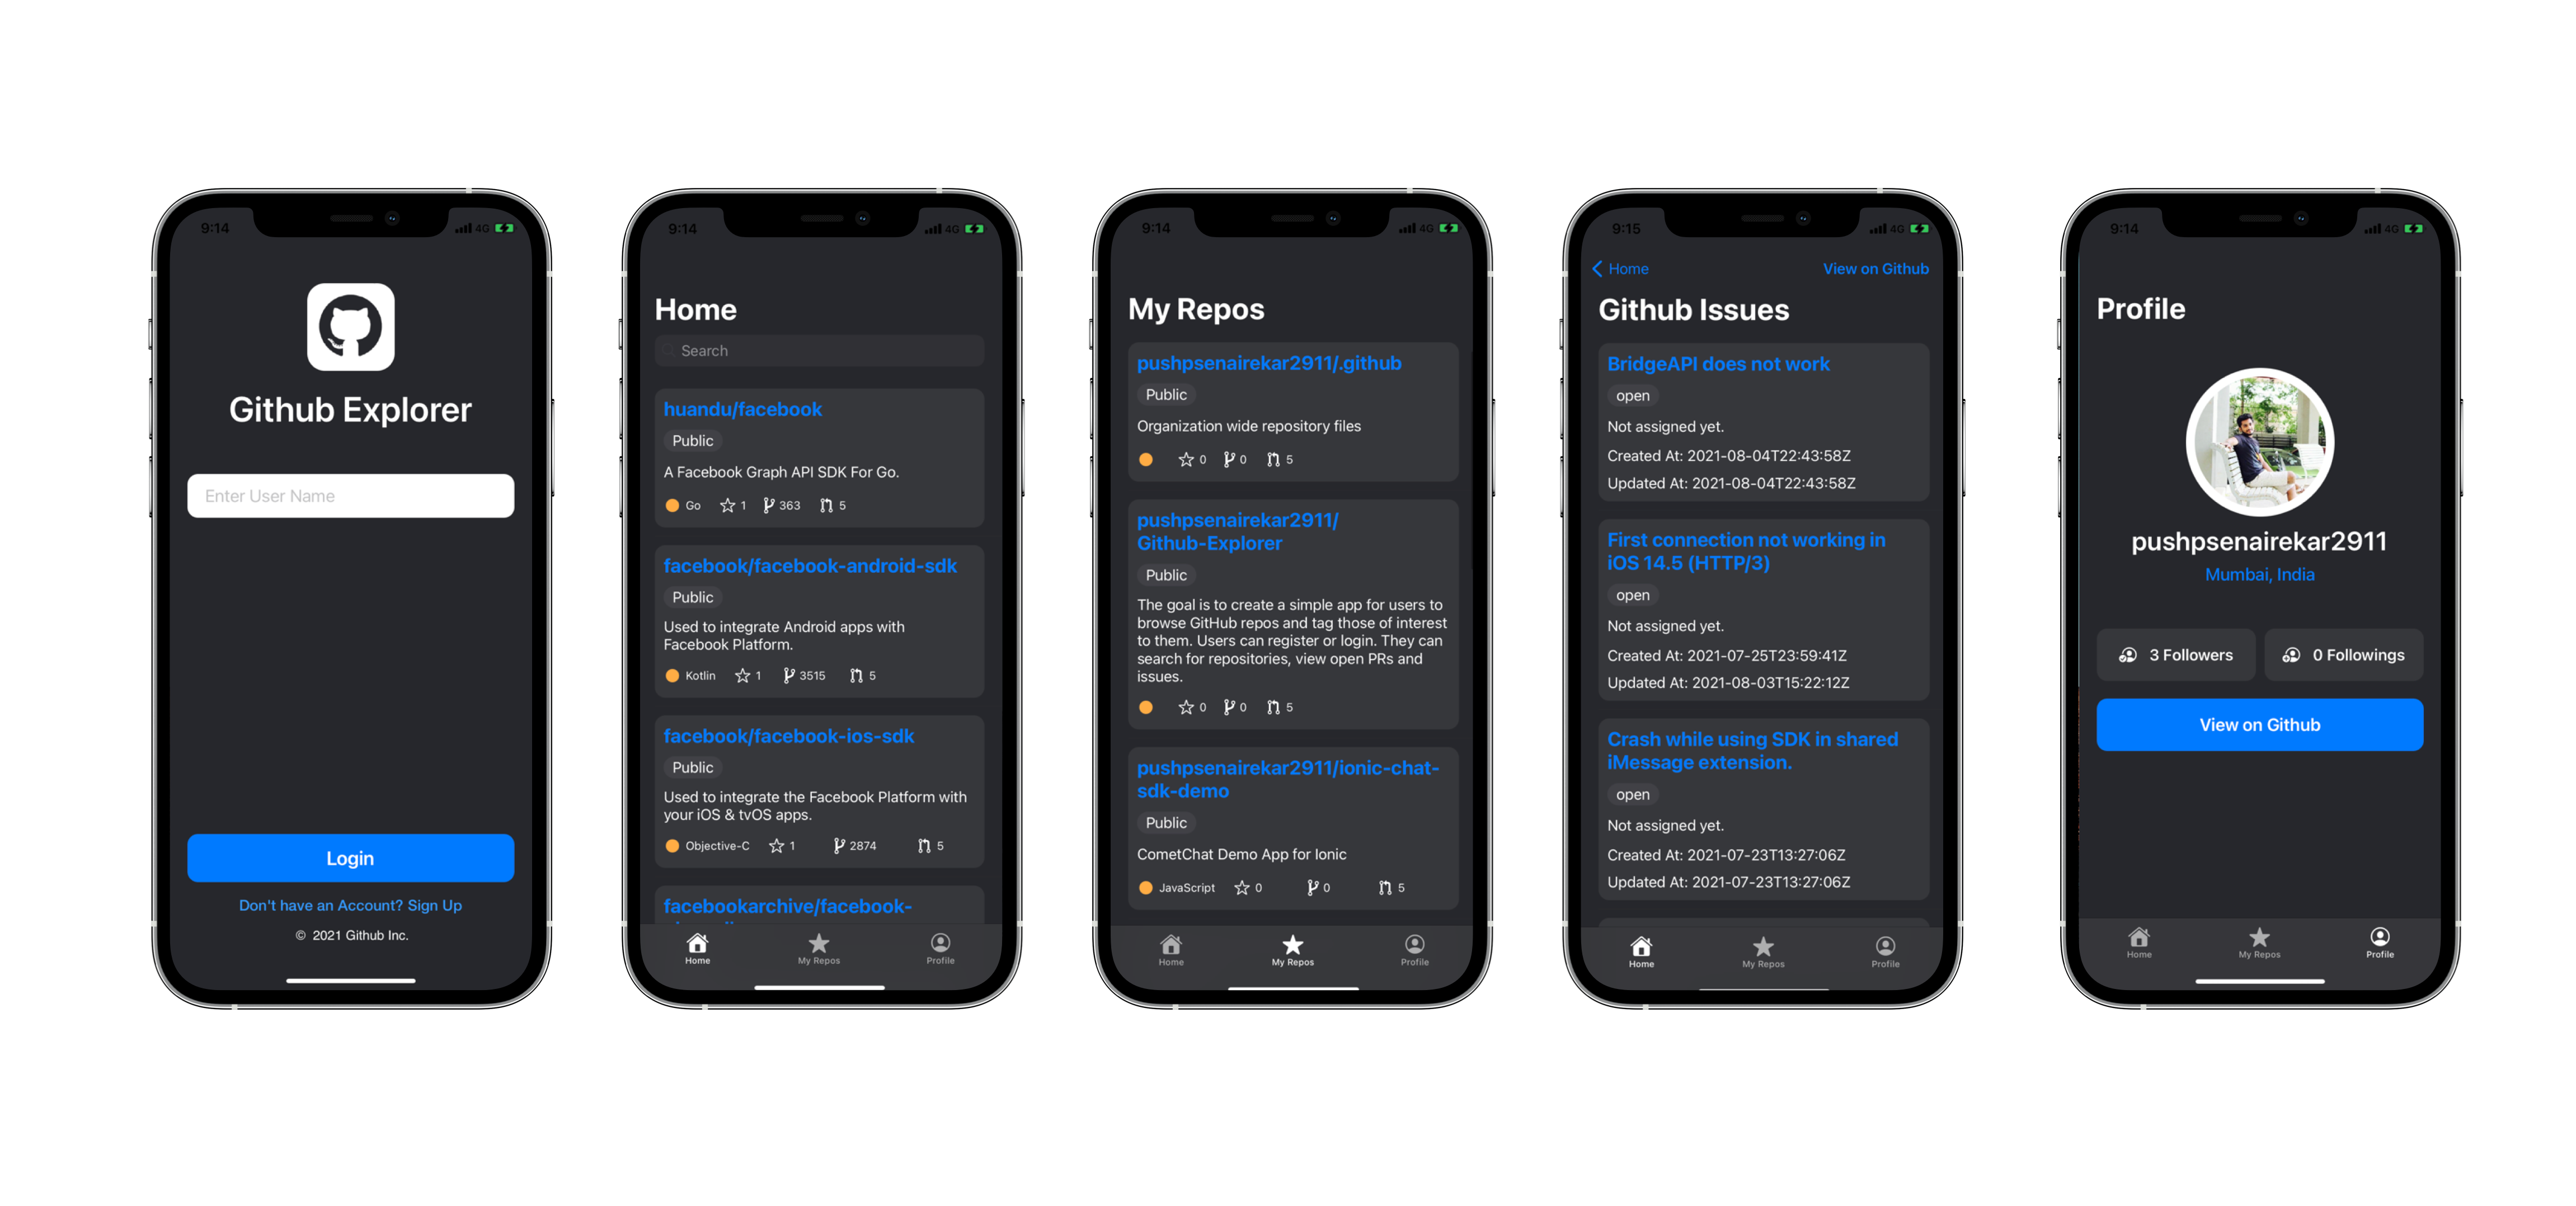 9:14
4G
Github Explorer
Enter User Name
Login
Don't have an Account? Sign Up
© 2021 Github Inc.
9:14
4G
Home
Search
huandu/facebook
Public
A Facebook Graph API SDK For Go.
Go 1 363 5
facebook/facebook-android-sdk
Public
Used to integrate Android apps with
Facebook Platform.
Kotlin 1 3515 5
facebook/facebook-ios-sdk
Public
Used to integrate the Facebook Platform with
your iOS & tvOS apps.
Objective-C 1 2874 5
facebookarchive/facebook-
Home My Repos Profile
9:14
4G
My Repos
pushpsenairekar2911/.github
Public
Organization wide repository files
0 0 5
pushpsenairekar2911/
Github-Explorer
Public
The goal is to create a simple app for users to
browse GitHub repos and tag those of interest
to them. Users can register or login. They can
search for repositories, view open PRs and
issues.
0 0 5
pushpsenairekar2911/ionic-chat-
sdk-demo
Public
CometChat Demo App for Ionic
JavaScript 0 0 5
Home My Repos Profile
9:15
4G
Home View on Github
Github Issues
BridgeAPI does not work
open
Not assigned yet.
Created At: 2021-08-04T22:43:58Z
Updated At: 2021-08-04T22:43:58Z
First connection not working in
iOS 14.5 (HTTP/3)
open
Not assigned yet.
Created At: 2021-07-25T23:59:41Z
Updated At: 2021-08-03T15:22:12Z
Crash while using SDK in shared
iMessage extension.
open
Not assigned yet.
Created At: 2021-07-23T13:27:06Z
Updated At: 2021-07-23T13:27:06Z
Home My Repos Profile
9:14
4G
Profile
pushpsenairekar2911
Mumbai, India
3 Followers 0 Followings
View on Github
Home My Repos Profile